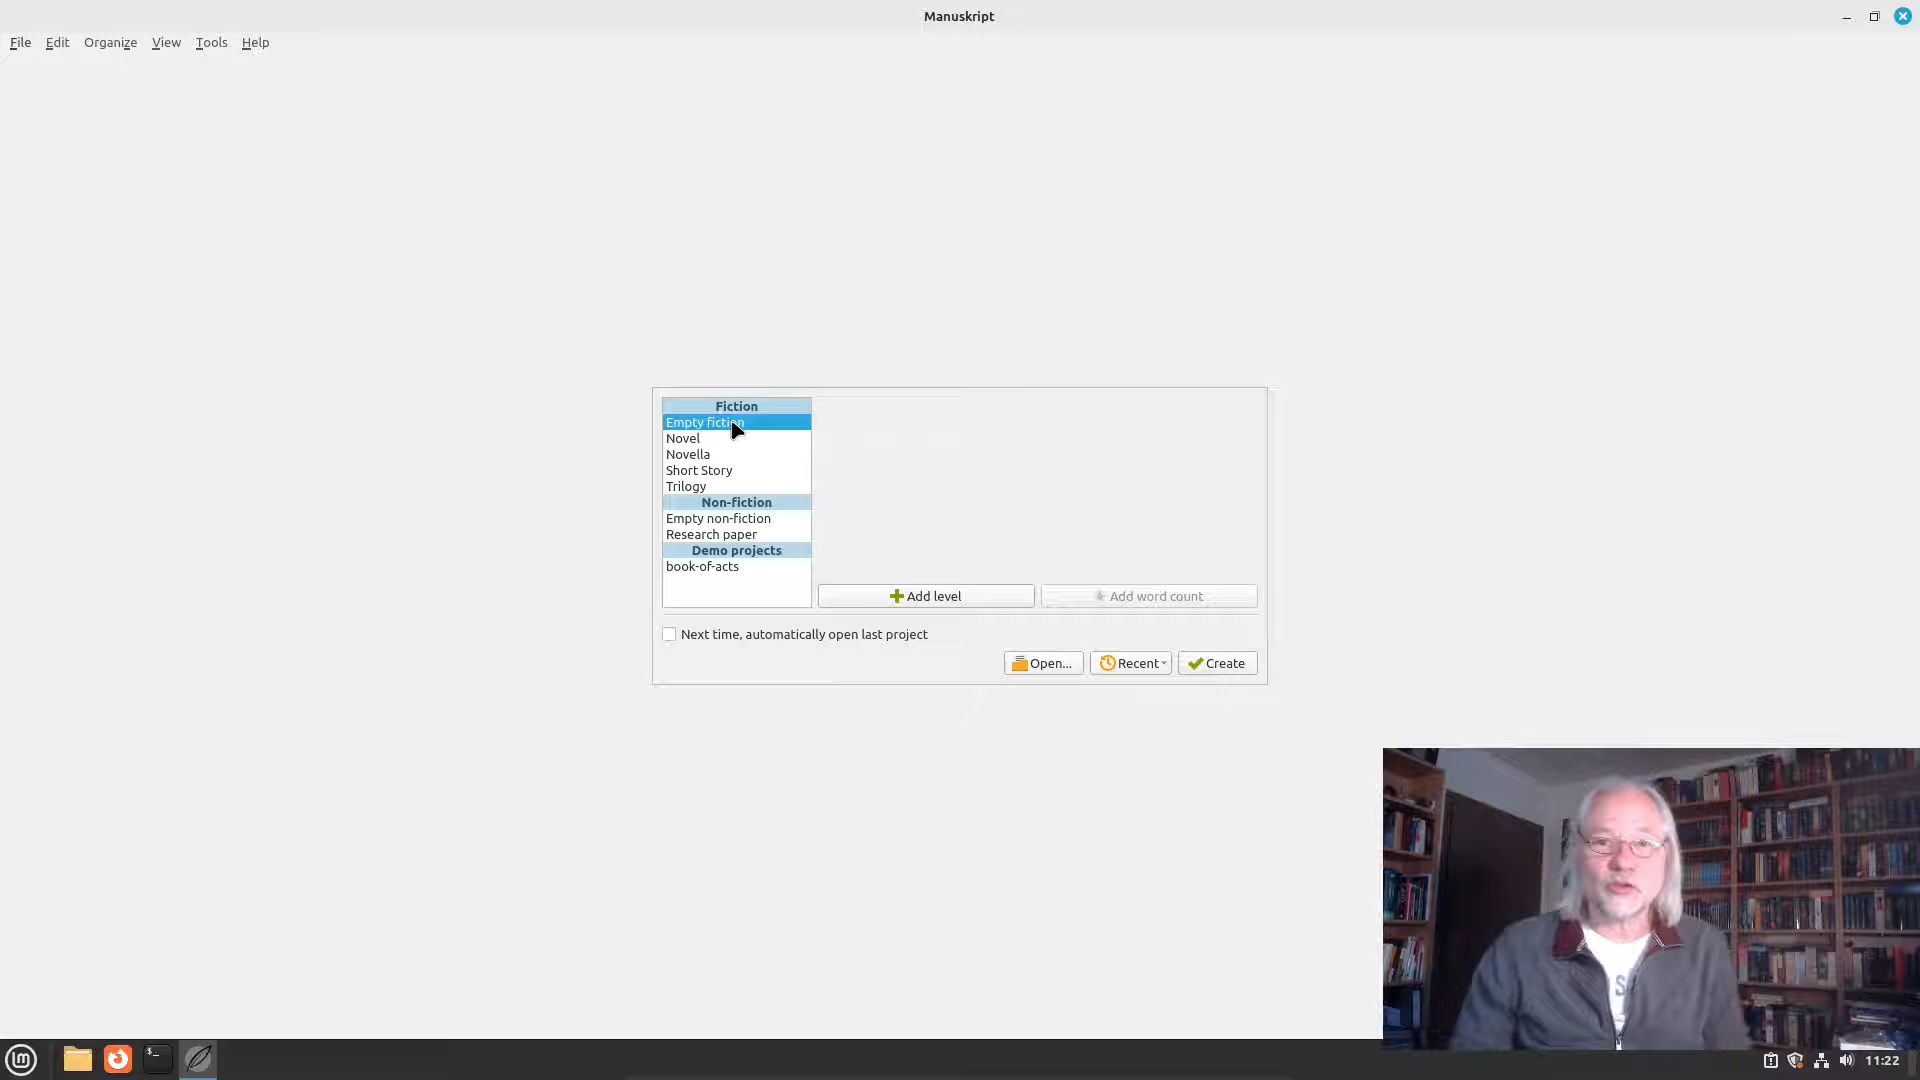 Manuskript
File Edit Organize View Tools Help
Fiction
Empty fiction
Novel
Novella
Short Story
Trilogy
Non-fiction
Empty non-fiction
Research paper
Demo projects
book-of-acts
Add level
Add word count
Next time, automatically open last project
Open...
Recent
Create
11:22